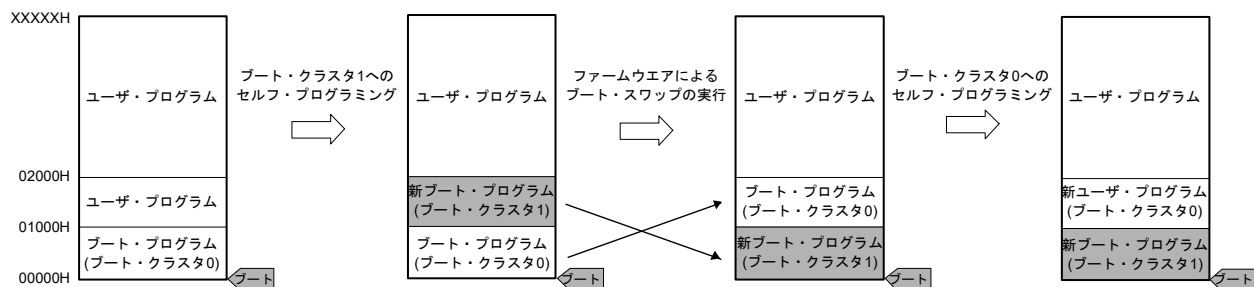 XXXXXH
ユーザ・プログラム
02000H
ユーザ・プログラム
01000H
ブート・プログラム
(ブート・クラスタ0)
00000H
ブート
ブート・クラスタ1への
セルフ・プログラミング
ユーザ・プログラム
新ブート・プログラム
(ブート・クラスタ1)
ブート・プログラム
(ブート・クラスタ0)
ブート
ファームウエアによる
ブート・スワップの実行
ユーザ・プログラム
ブート・プログラム
(ブート・クラスタ0)
新ブート・プログラム
(ブート・クラスタ1)
ブート
ブート・クラスタ0への
セルフ・プログラミング
ユーザ・プログラム
新ユーザ・プログラム
(ブート・クラスタ0)
新ブート・プログラム
(ブート・クラスタ1)
ブート